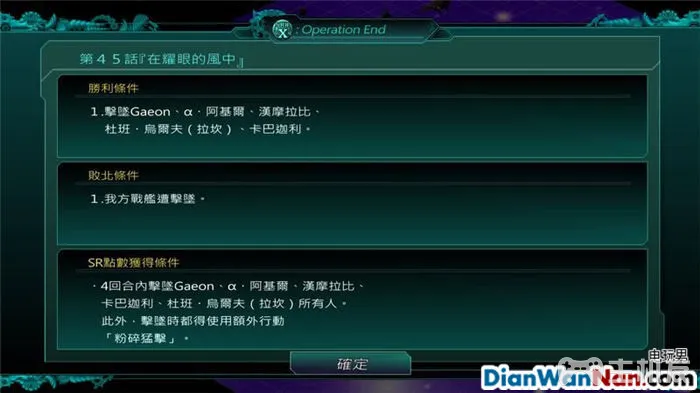 : Operation End
第45話『在耀眼的風中』
勝利條件
1.擊墜Gaeon、α・阿基爾、漢摩拉比、
杜班・烏爾夫(拉坎)、卡巴迦利。
敗北條件
1.我方戰艦遭擊墜。
SR點數獲得條件
・4回合內擊墜Gaeon、α・阿基爾、漢摩拉比、
卡巴迦利、杜班・烏爾夫(拉坎)所有人。
此外,擊墜時都得使用額外行動
「粉碎猛擊」。
確定
电玩男
DianWanNan.com